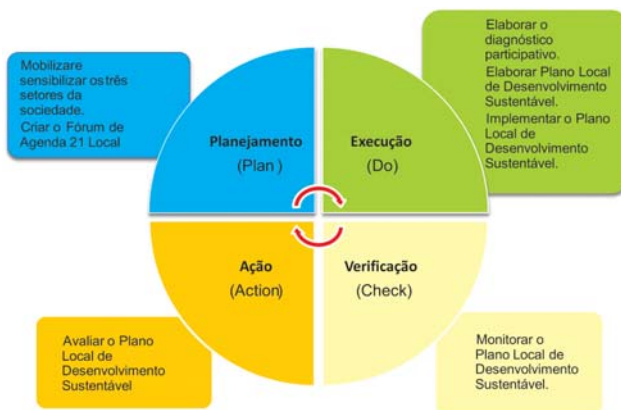 Mobilizare
sensibilizar ostrês
setores da
sociedade.
Criar o Fórum de
Agenda 21 Local
Planejamento
(Plan )
Execução
(Do)
Elaborar o
diagnóstico
participativo.
Elaborar Plano Local
de Desenvolvimento
Sustentável.
Implementar o Plano
Local de
Desenvolvimento
Sustentável.
Ação
(Action)
Verificação
(Check)
Avaliar o Plano
Local de
Desenvolvimento
Sustentável
Monitorar o
Plano Local de
Desenvolvimento
Sustentável.